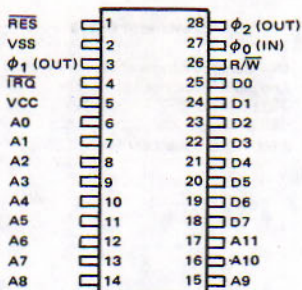 R̅E̅S̅ 1 28 ϕ2 (OUT)
VSS 2 27 ϕ0 (IN)
ϕ1 (OUT) 3 26 R/W̅
I̅R̅Q̅ 4 25 D0
VCC 5 24 D1
A0 6 23 D2
A1 7 22 D3
A2 8 21 D4
A3 9 20 D5
A4 10 19 D6
A5 11 18 D7
A6 12 17 A11
A7 13 16 A10
A8 14 15 A9